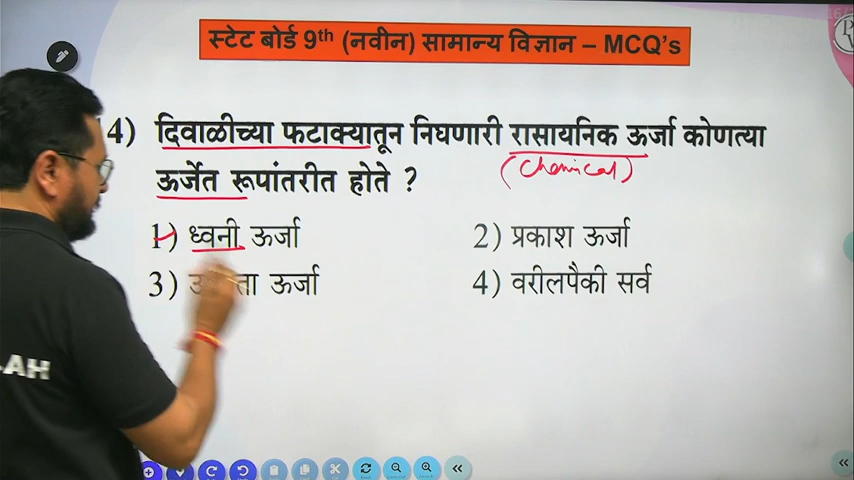 स्टेट बोर्ड 9th (नवीन) सामान्य विज्ञान – MCQ's
4) दिवाळीच्या फटाक्यातून निघणारी रासायनिक ऊर्जा कोणत्या
(Chemical)
ऊर्जेत रूपांतरीत होते ?
1) ध्वनी ऊर्जा
2) प्रकाश ऊर्जा
3) ऊर्जा
4) वरीलपैकी सर्व